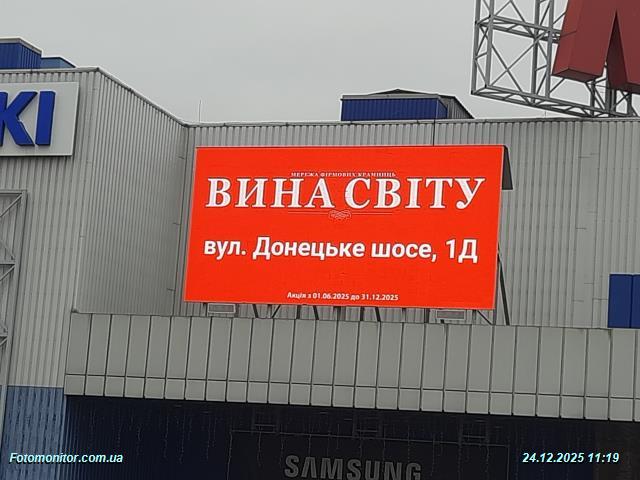 KI
МЕРЕЖА ФІРМОВИХ КРАМНИЦЬ
ВИНА СВІТУ
вул. Донецьке шосе, 1Д
Акція з 01.06.2025 до 31.12.2025
SAMSUNG
Fotomonitor.com.ua
24.12.2025 11:19